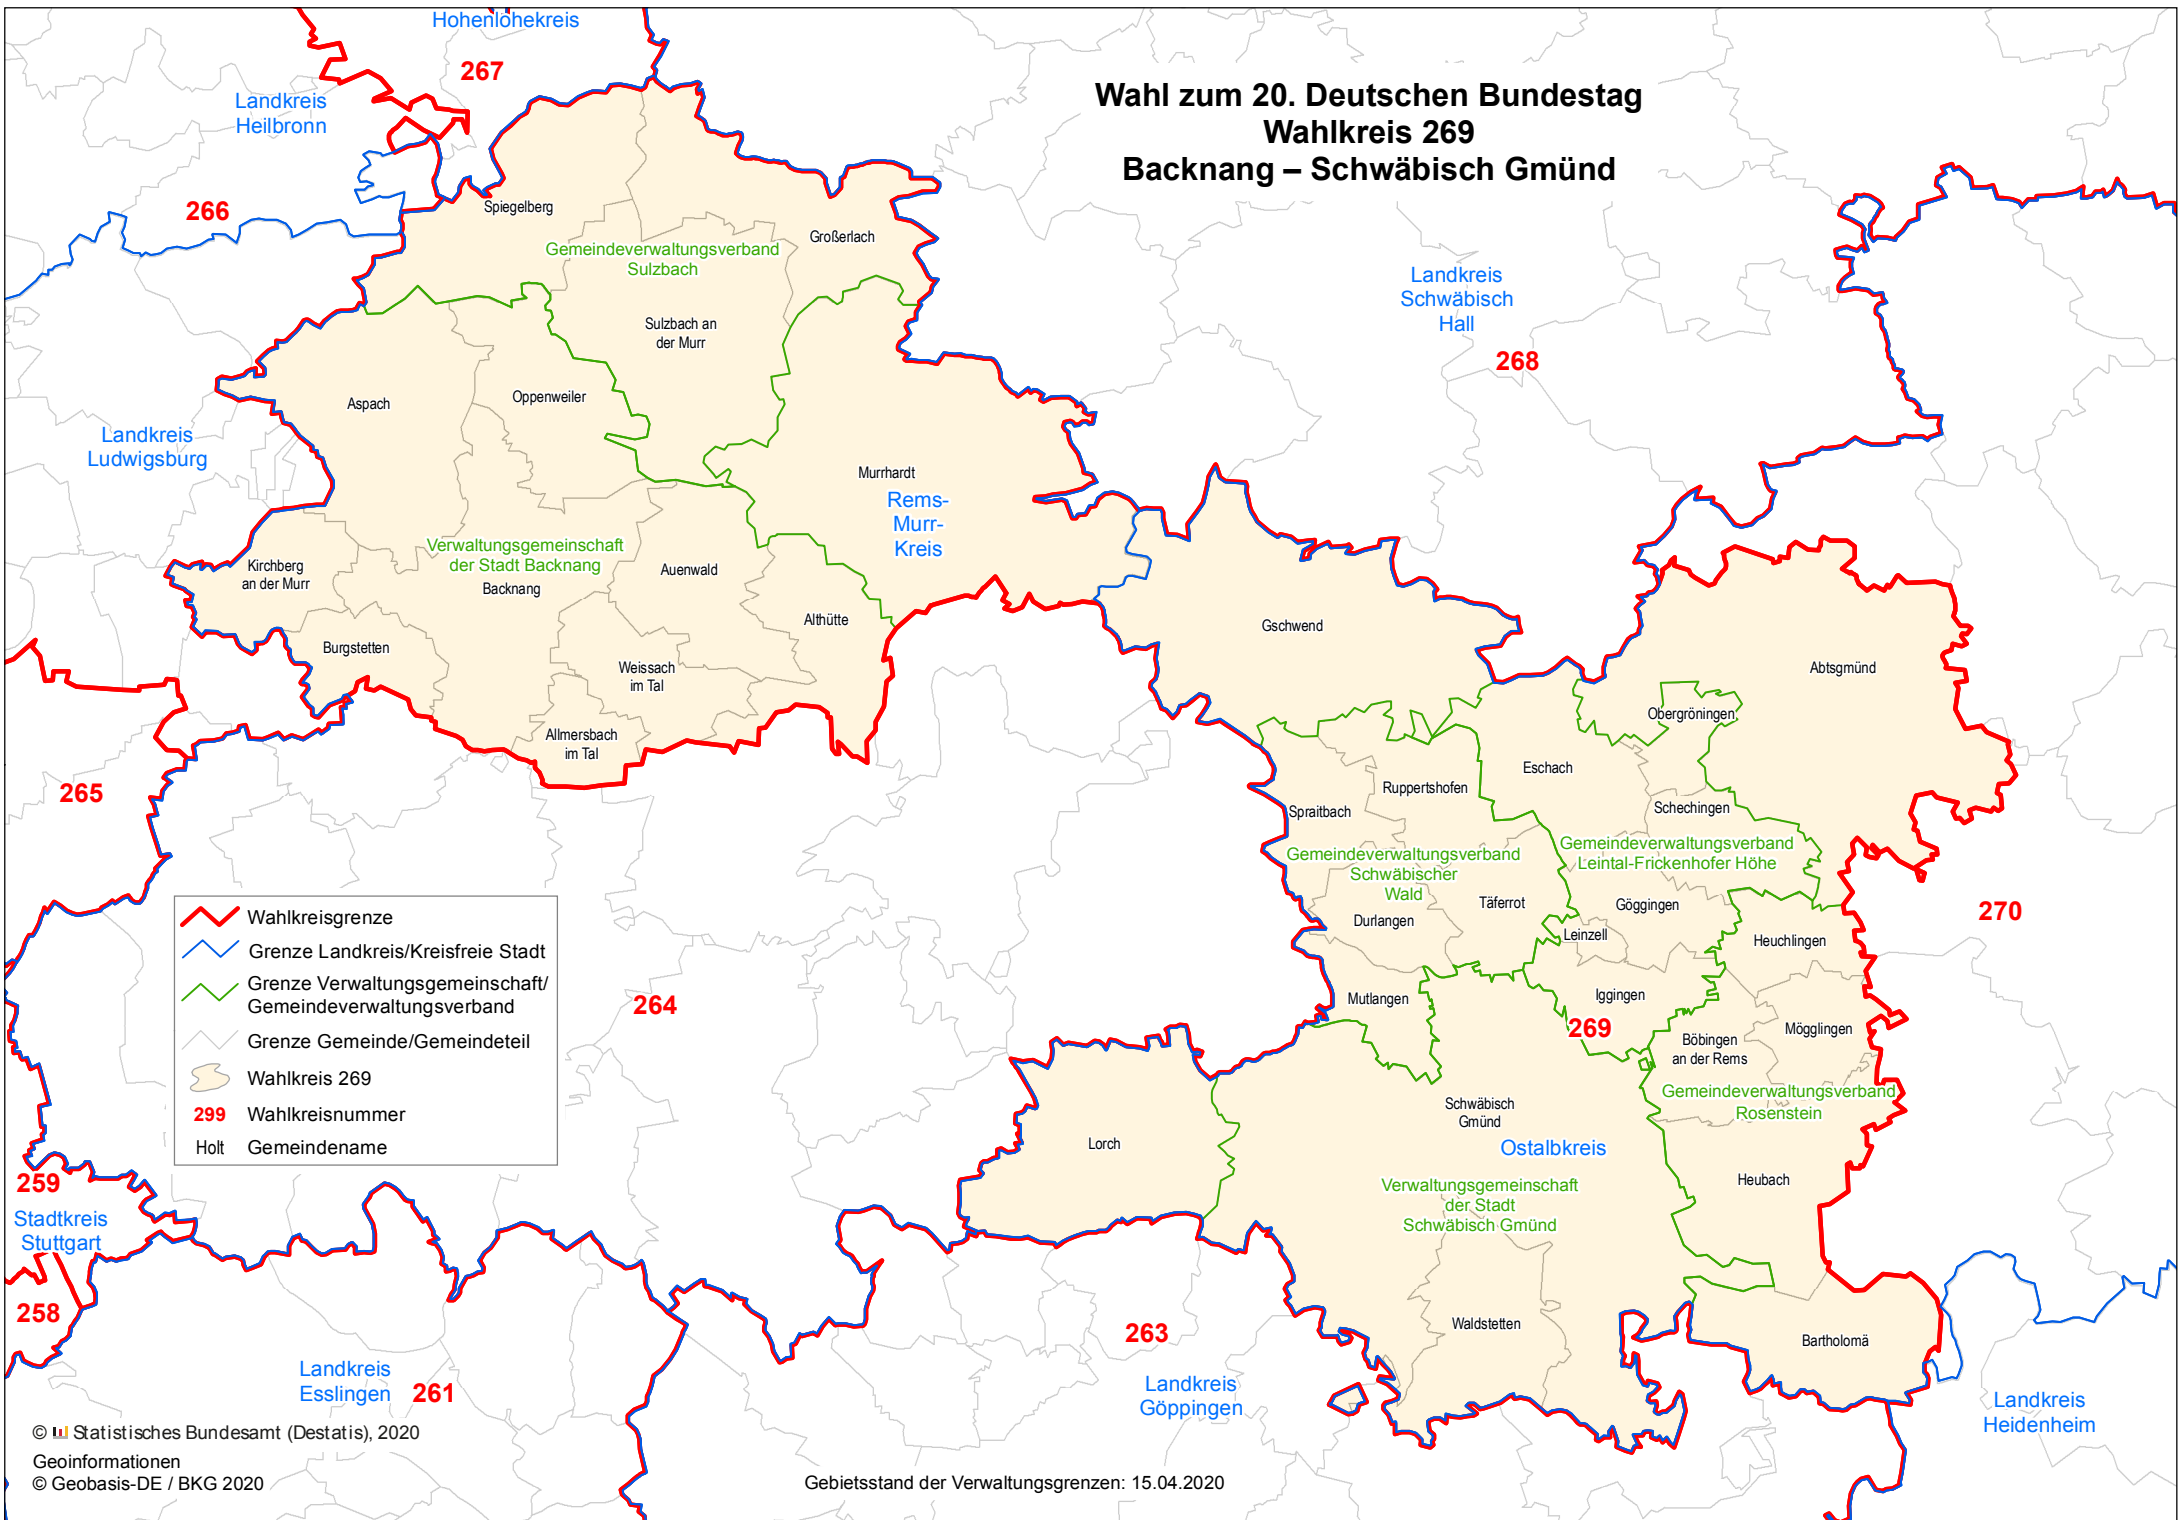 Wahl zum 20. Deutschen Bundestag
Wahlkreis 269
Backnang – Schwäbisch Gmünd
Hohenlohekreis
267
Landkreis
Heilbronn
266
Spiegelberg
Großerlach
Gemeindeverwaltungsverband
Sulzbach
Sulzbach an
der Murr
Landkreis
Schwäbisch
Hall
268
Aspach
Oppenweiler
Landkreis
Ludwigsburg
Murrhardt
Rems-
Murr-
Kreis
Verwaltungsgemeinschaft
der Stadt Backnang
Backnang
Kirchberg
an der Murr
Auenwald
Althütte
Burgstetten
Weissach
im Tal
Allmersbach
im Tal
Gschwend
Abtsgmünd
Obergröningen
Eschach
Ruppertshofen
Spraitbach
Schechingen
265
Gemeindeverwaltungsverband
Schwäbischer
Wald
Gemeindeverwaltungsverband
Leintal-Frickenhofer Höhe
Täferrot
Göggingen
Durlangen
Leinzell
Heuchlingen
270
Mutlangen
Iggingen
269
Böbingen
an der Rems
Mögglingen
Gemeindeverwaltungsverband
Rosenstein
264
Schwäbisch
Gmünd
Ostalbkreis
Lorch
Heubach
Verwaltungsgemeinschaft
der Stadt
Schwäbisch Gmünd
Waldstetten
Bartholomä
Wahlkreisgrenze
Grenze Landkreis/Kreisfreie Stadt
Grenze Verwaltungsgemeinschaft/
Gemeindeverwaltungsverband
Grenze Gemeinde/Gemeindeteil
Wahlkreis 269
299 Wahlkreisnummer
Holt Gemeindename
259
Stadtkreis
Stuttgart
258
Landkreis
Esslingen
261
263
Landkreis
Göppingen
Landkreis
Heidenheim
© Statistisches Bundesamt (Destatis), 2020
Geoinformationen
© Geobasis-DE / BKG 2020
Gebietsstand der Verwaltungsgrenzen: 15.04.2020